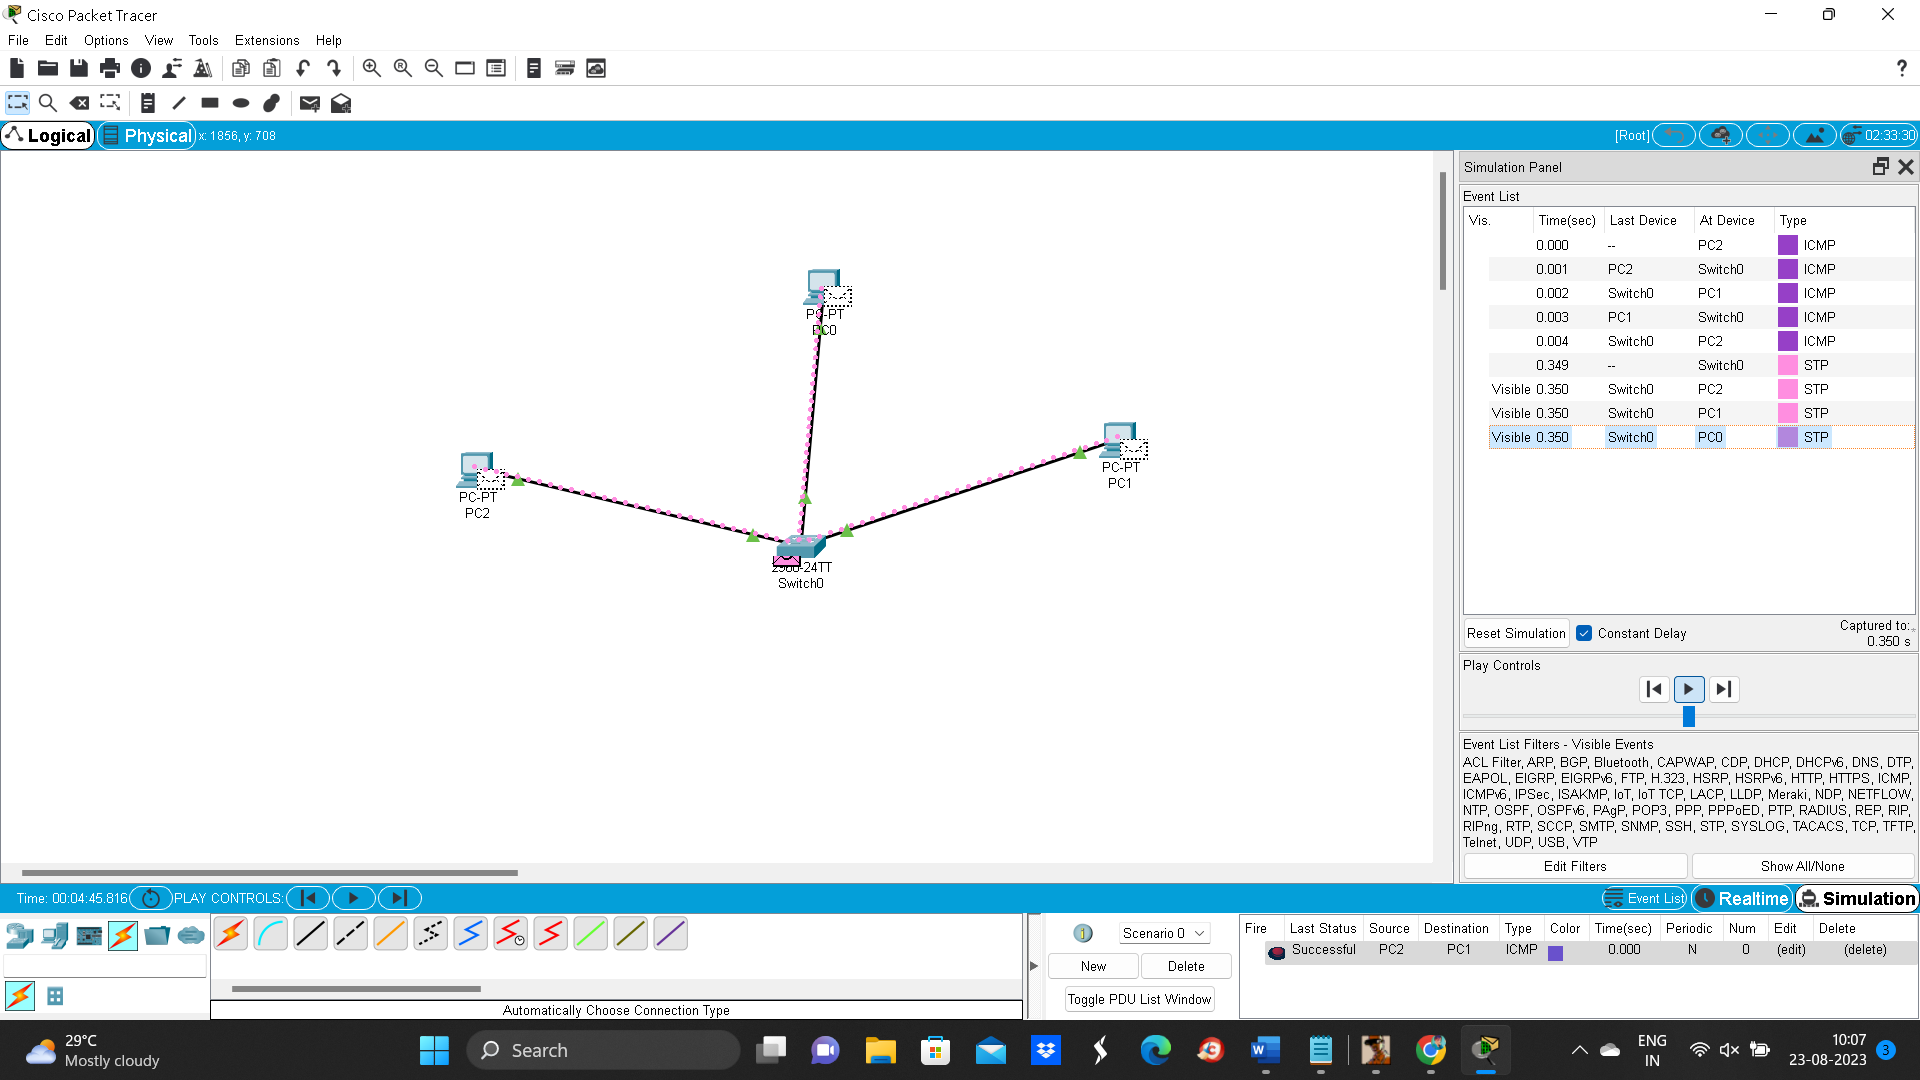 Cisco Packet Tracer
File Edit Options View Tools Extensions Help
Logical Physical x: 1856, y: 708 [Root] 02:33:30
PC-PT
PC0
PC-PT
PC1
PC-PT
PC2
2960-24TT
Switch0
Simulation Panel
Event List
Vis. Time(sec) Last Device At Device Type
0.000 -- PC2 ICMP
0.001 PC2 Switch0 ICMP
0.002 Switch0 PC1 ICMP
0.003 PC1 Switch0 ICMP
0.004 Switch0 PC2 ICMP
0.349 -- Switch0 STP
Visible 0.350 Switch0 PC2 STP
Visible 0.350 Switch0 PC1 STP
Visible 0.350 Switch0 PC0 STP
Reset Simulation Constant Delay Captured to:
0.350 s
Play Controls
Event List Filters - Visible Events
ACL Filter, ARP, BGP, Bluetooth, CAPWAP, CDP, DHCP, DHCPv6, DNS, DTP,
EAPOL, EIGRP, EIGRPv6, FTP, H.323, HSRP, HSRPv6, HTTP, HTTPS, ICMP,
ICMPv6, IPSec, ISAKMP, IoT, IoT TCP, LACP, LLDP, Meraki, NDP, NETFLOW,
NTP, OSPF, OSPFv6, PAgP, POP3, PPP, PPPoED, PTP, RADIUS, REP, RIP,
RIPng, RTP, SCCP, SMTP, SNMP, SSH, STP, SYSLOG, TACACS, TCP, TFTP,
Telnet, UDP, USB, VTP
Edit Filters Show All/None
Time: 00:04:45.816 PLAY CONTROLS: Event List Realtime Simulation
Automatically Choose Connection Type
1 Scenario 0
New Delete
Toggle PDU List Window
Fire Last Status Source Destination Type Color Time(sec) Periodic Num Edit Delete
Successful PC2 PC1 ICMP 0.000 N 0 (edit) (delete)
29°C
Mostly cloudy
Search
ENG
IN
10:07
23-08-2023
3